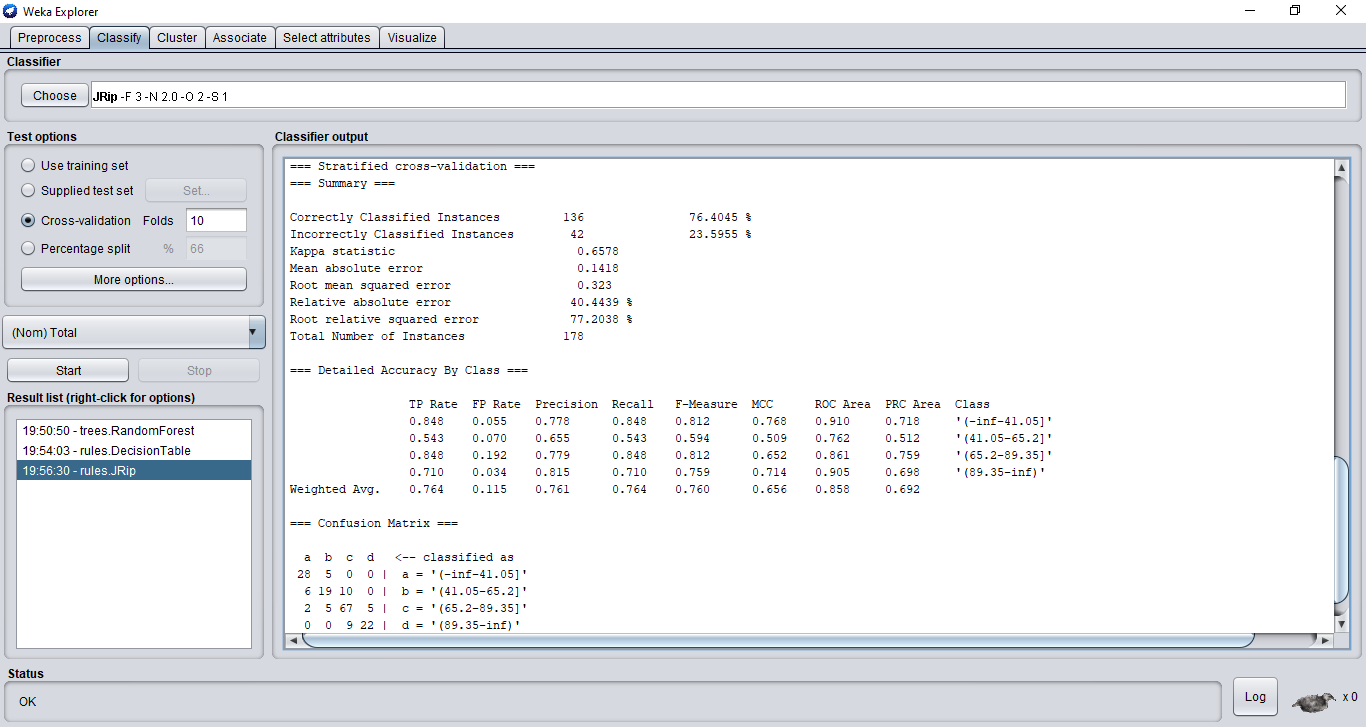 Weka Explorer
Preprocess Classify Cluster Associate Select attributes Visualize
Classifier
Choose JRip -F 3 -N 2.0 -O 2 -S 1
Test options
Use training set
Supplied test set Set...
Cross-validation Folds 10
Percentage split % 66
More options...
(Nom) Total
Start Stop
Result list (right-click for options)
19:50:50 - trees.RandomForest
19:54:03 - rules.DecisionTable
19:56:30 - rules.JRip
Classifier output
=== Stratified cross-validation ===
=== Summary ===
Correctly Classified Instances 136 76.4045 %
Incorrectly Classified Instances 42 23.5955 %
Kappa statistic 0.6578
Mean absolute error 0.1418
Root mean squared error 0.323
Relative absolute error 40.4439 %
Root relative squared error 77.2038 %
Total Number of Instances 178
=== Detailed Accuracy By Class ===
TP Rate FP Rate Precision Recall F-Measure MCC ROC Area PRC Area Class
0.848 0.055 0.778 0.848 0.812 0.768 0.910 0.718 '(-inf-41.05]'
0.543 0.070 0.655 0.543 0.594 0.509 0.762 0.512 '(41.05-65.2]'
0.848 0.192 0.779 0.848 0.812 0.652 0.861 0.759 '(65.2-89.35]'
0.710 0.034 0.815 0.710 0.759 0.714 0.905 0.698 '(89.35-inf)'
Weighted Avg. 0.764 0.115 0.761 0.764 0.760 0.656 0.858 0.692
=== Confusion Matrix ===
a b c d <-- classified as
28 5 0 0 | a = '(-inf-41.05]'
6 19 10 0 | b = '(41.05-65.2]'
2 5 67 5 | c = '(65.2-89.35]'
0 0 9 22 | d = '(89.35-inf)'
Status
OK
Log x 0